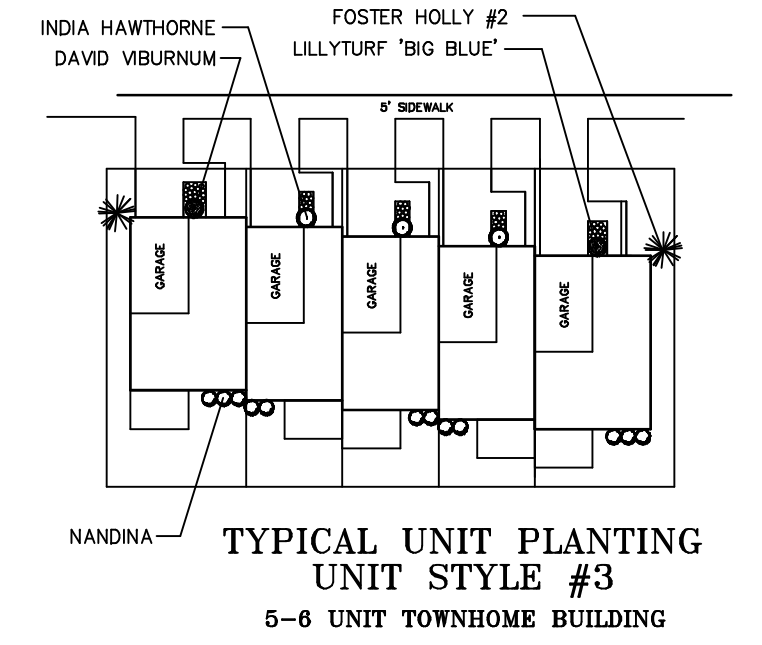 FOSTER HOLLY #2
INDIA HAWTHORNE
LILLYTURF 'BIG BLUE'
DAVID VIBURNUM
5' SIDEWALK
GARAGE
GARAGE
GARAGE
GARAGE
GARAGE
NANDINA
TYPICAL UNIT PLANTING
UNIT STYLE #3
5-6 UNIT TOWNHOME BUILDING